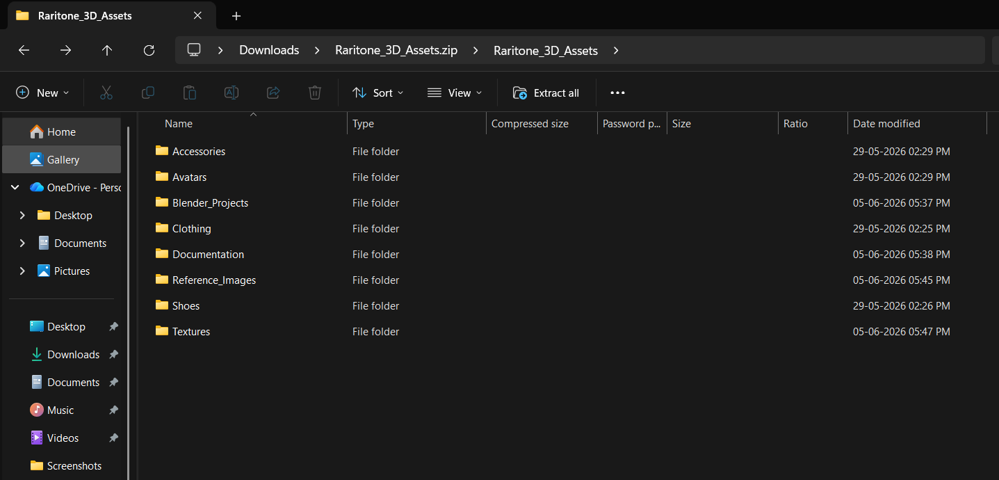 Raritone_3D_Assets
Downloads Raritone_3D_Assets.zip Raritone_3D_Assets
New Sort View Extract all
Name Type Compressed size Password p... Size Ratio Date modified
Home
Gallery
OneDrive - Perso
Desktop
Documents
Pictures
Desktop
Downloads
Documents
Music
Videos
Screenshots
Accessories File folder 29-05-2026 02:29 PM
Avatars File folder 29-05-2026 02:29 PM
Blender_Projects File folder 05-06-2026 05:37 PM
Clothing File folder 29-05-2026 02:25 PM
Documentation File folder 05-06-2026 05:38 PM
Reference_Images File folder 05-06-2026 05:45 PM
Shoes File folder 29-05-2026 02:26 PM
Textures File folder 05-06-2026 05:47 PM